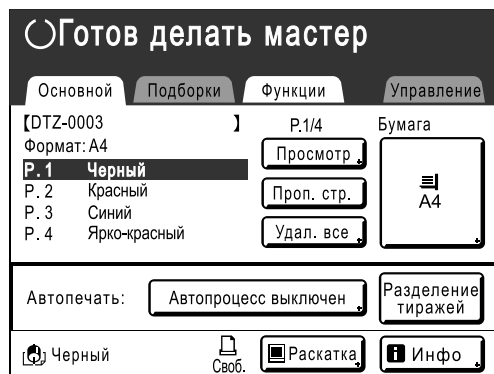 Готов делать мастер
Основной Подборки Функции Управление
【DTZ-0003 】 P.1/4 Бумага
Формат: A4 Просмотр
P. 1 Черный
P. 2 Красный Проп. стр. A4
P. 3 Синий
P. 4 Ярко-красный Удал. все
Автопечать: Автопроцесс выключен Разделение
тиражей
Черный Своб. Раскатка Инфо